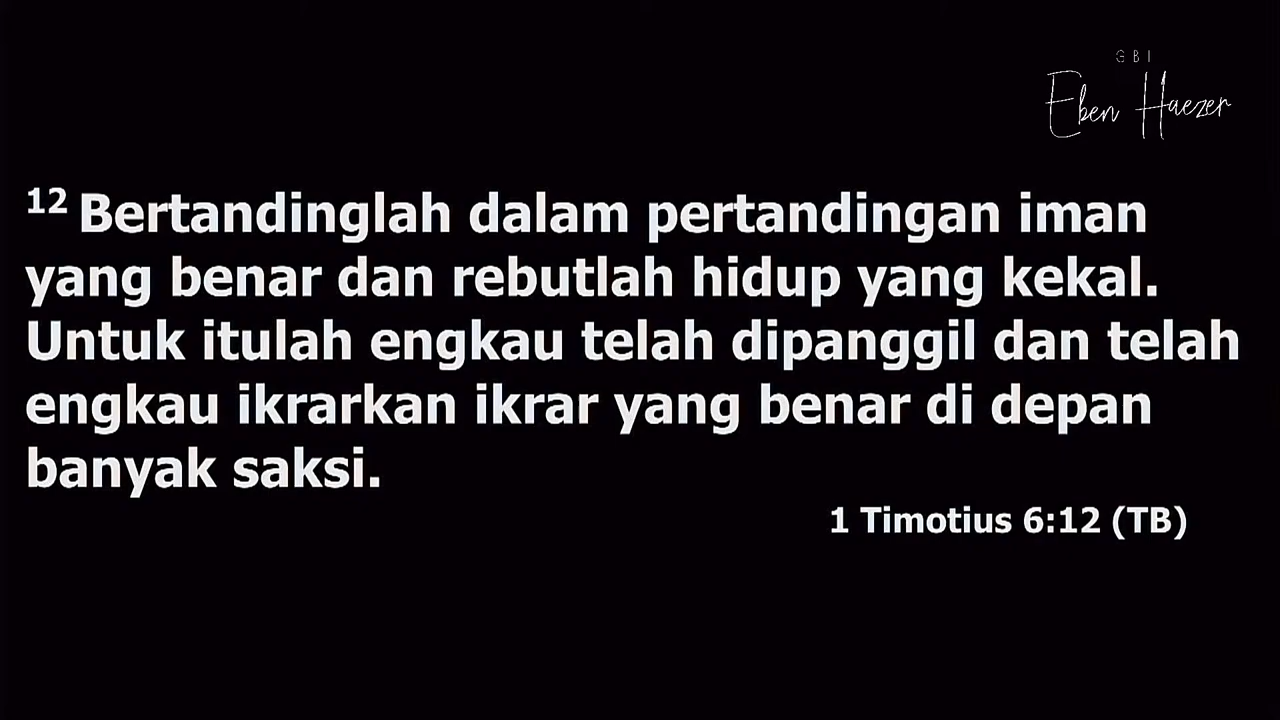 GBI
Eben Haezer
12 Bertandinglah dalam pertandingan iman
yang benar dan rebutlah hidup yang kekal.
Untuk itulah engkau telah dipanggil dan telah
engkau ikrarkan ikrar yang benar di depan
banyak saksi.
1 Timotius 6:12 (TB)